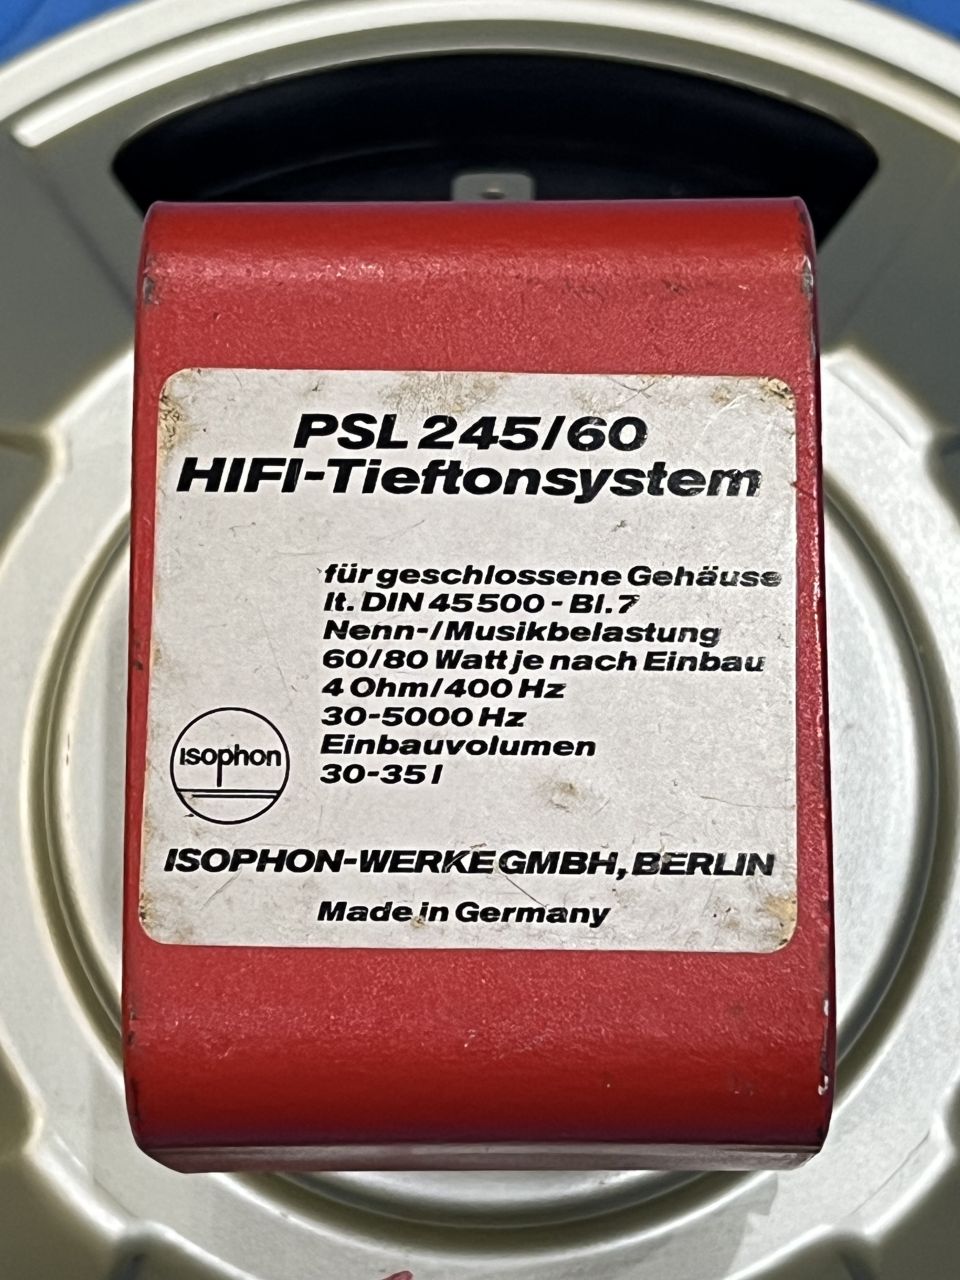 PSL 245/60
HIFI-Tieftonsystem
für geschlossene Gehäuse
lt. DIN 45500 - Bl. 7
Nenn-/Musikbelastung
60/80 Watt je nach Einbau
4 Ohm/400 Hz
30-5000 Hz
Einbauvolumen
30-35 l
isophon
ISOPHON-WERKE GMBH, BERLIN
Made in Germany